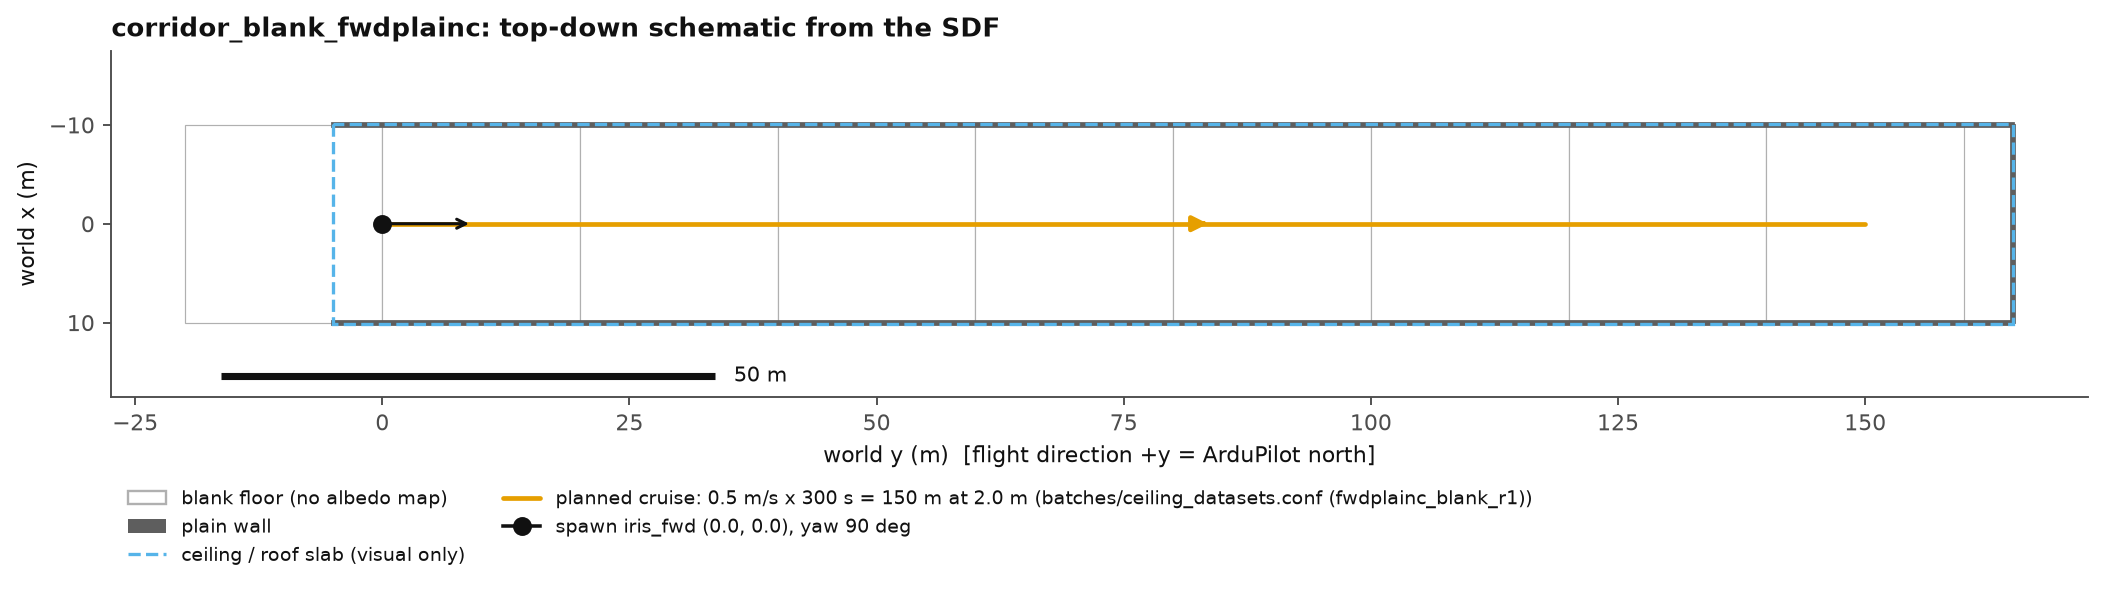 corridor_blank_fwdplainc: top-down schematic from the SDF
world x (m)
−10
0
10
50 m
−25 0 25 50 75 100 125 150
world y (m) [flight direction +y = ArduPilot north]
blank floor (no albedo map)
plain wall
ceiling / roof slab (visual only)
planned cruise: 0.5 m/s x 300 s = 150 m at 2.0 m (batches/ceiling_datasets.conf (fwdplainc_blank_r1))
spawn iris_fwd (0.0, 0.0), yaw 90 deg